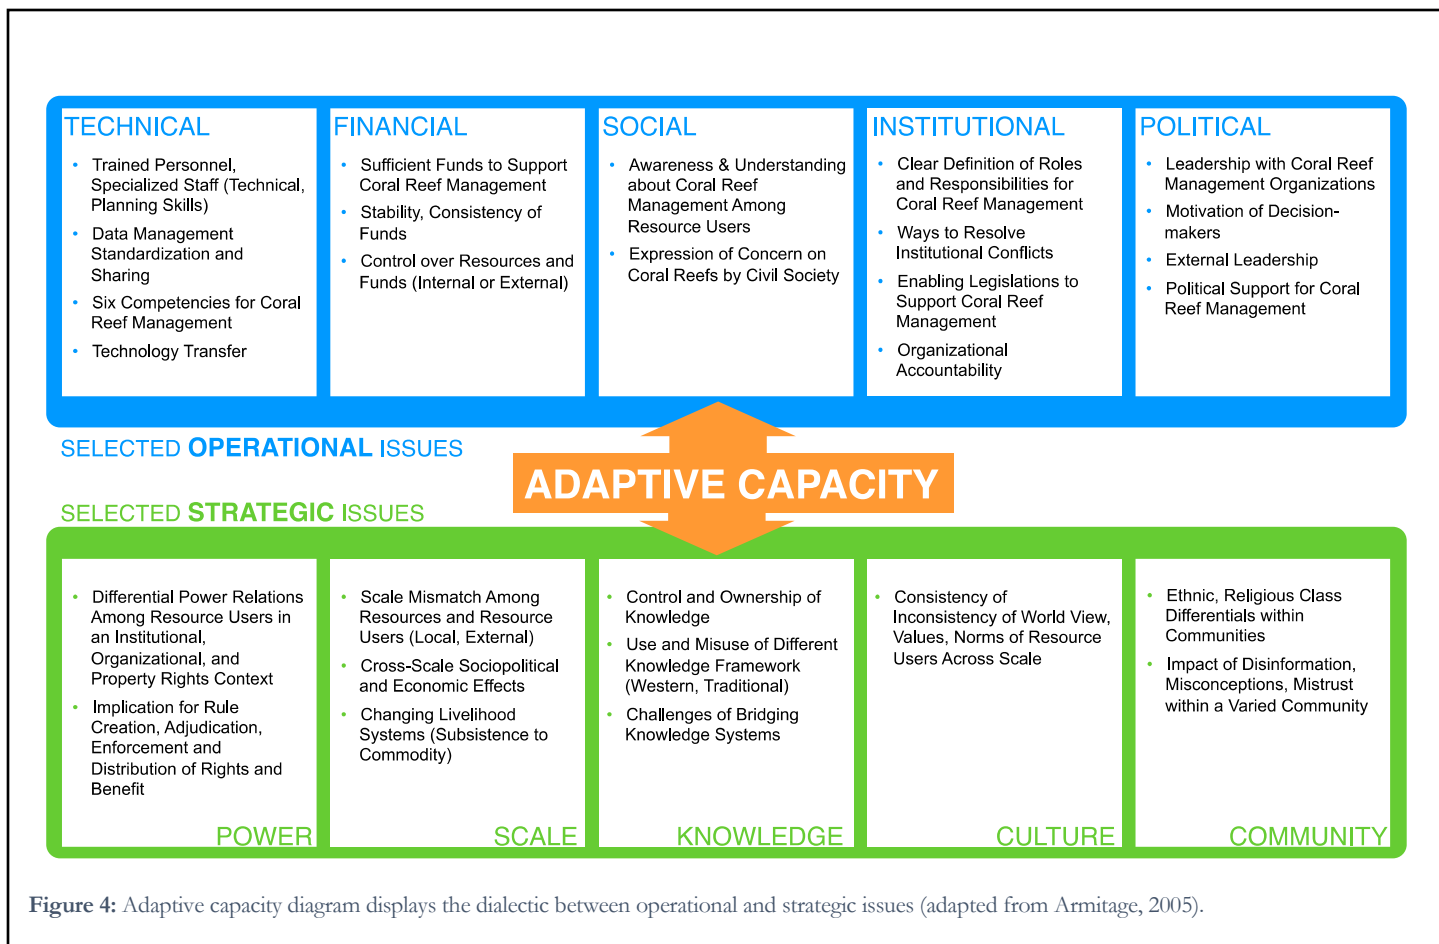 TECHNICAL
• Trained Personnel,
Specialized Staff (Technical,
Planning Skills)
• Data Management
Standardization and
Sharing
• Six Competencies for Coral
Reef Management
• Technology Transfer
FINANCIAL
• Sufficient Funds to Support
Coral Reef Management
• Stability, Consistency of
Funds
• Control over Resources and
Funds (Internal or External)
SOCIAL
• Awareness & Understanding
about Coral Reef
Management Among
Resource Users
• Expression of Concern on
Coral Reefs by Civil Society
INSTITUTIONAL
• Clear Definition of Roles
and Responsibilities for
Coral Reef Management
• Ways to Resolve
Institutional Conflicts
• Enabling Legislations to
Support Coral Reef
Management
• Organizational
Accountability
POLITICAL
• Leadership with Coral Reef
Management Organizations
• Motivation of Decision-
makers
• External Leadership
• Political Support for Coral
Reef Management
SELECTED OPERATIONAL ISSUES
ADAPTIVE CAPACITY
SELECTED STRATEGIC ISSUES
• Differential Power Relations
Among Resource Users in
an Institutional,
Organizational, and
Property Rights Context
• Implication for Rule
Creation, Adjudication,
Enforcement and
Distribution of Rights and
Benefit
POWER
• Scale Mismatch Among
Resources and Resource
Users (Local, External)
• Cross-Scale Sociopolitical
and Economic Effects
• Changing Livelihood
Systems (Subsistence to
Commodity)
SCALE
• Control and Ownership of
Knowledge
• Use and Misuse of Different
Knowledge Framework
(Western, Traditional)
• Challenges of Bridging
Knowledge Systems
KNOWLEDGE
• Consistency of
Inconsistency of World View,
Values, Norms of Resource
Users Across Scale
CULTURE
• Ethnic, Religious Class
Differentials within
Communities
• Impact of Disinformation,
Misconceptions, Mistrust
within a Varied Community
COMMUNITY
Figure 4: Adaptive capacity diagram displays the dialectic between operational and strategic issues (adapted from Armitage, 2005).